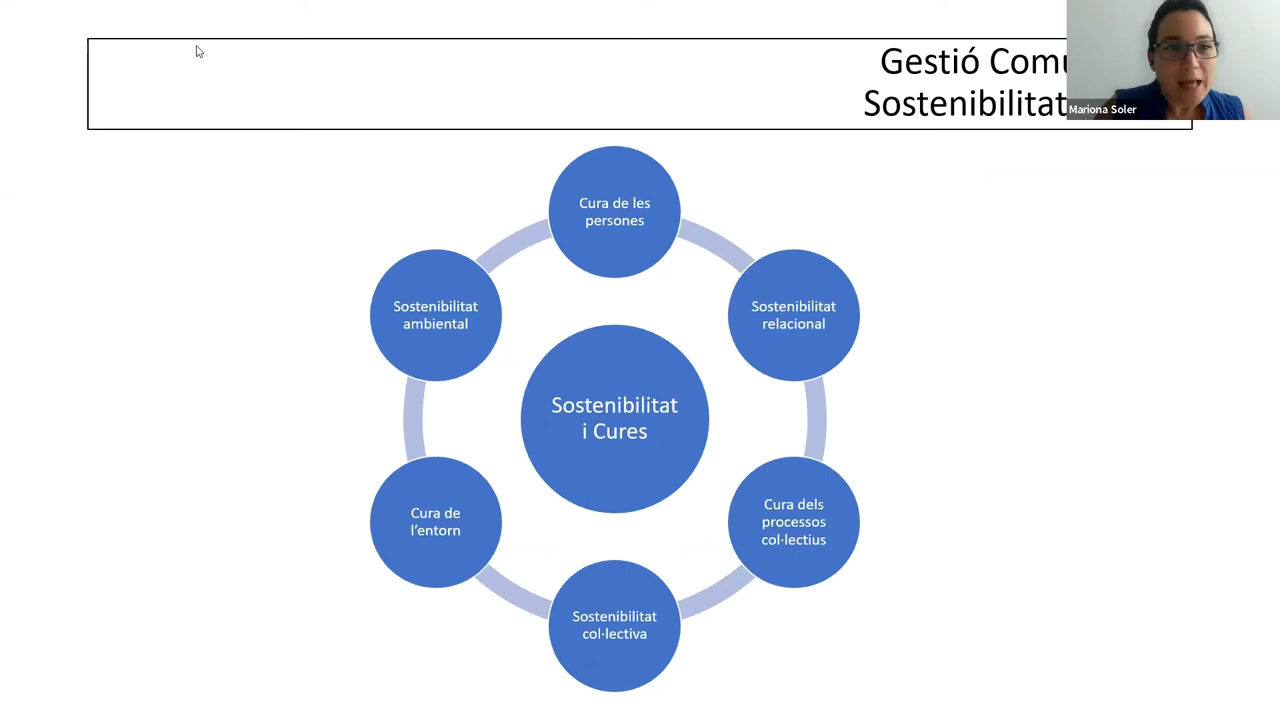 Gestió
Sostenibilitat
Mariona Soler
Cura de les
persones
Sostenibilitat
ambiental
Sostenibilitat
relacional
Sostenibilitat
i Cures
Cura de
l’entorn
Cura dels
processos
col·lectius
Sostenibilitat
col·lectiva